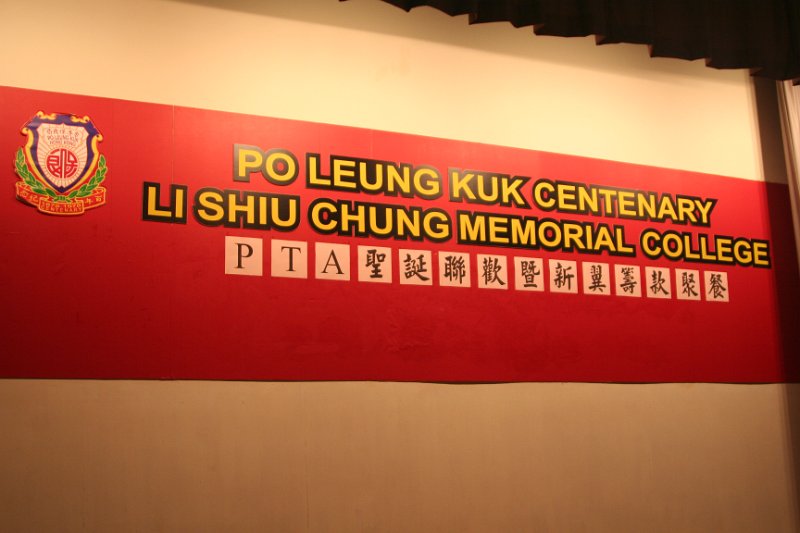 PO LEUNG KUK CENTENARY
LI SHIU CHUNG MEMORIAL COLLEGE
PTA聖誕聯歡暨新翼籌款聚餐